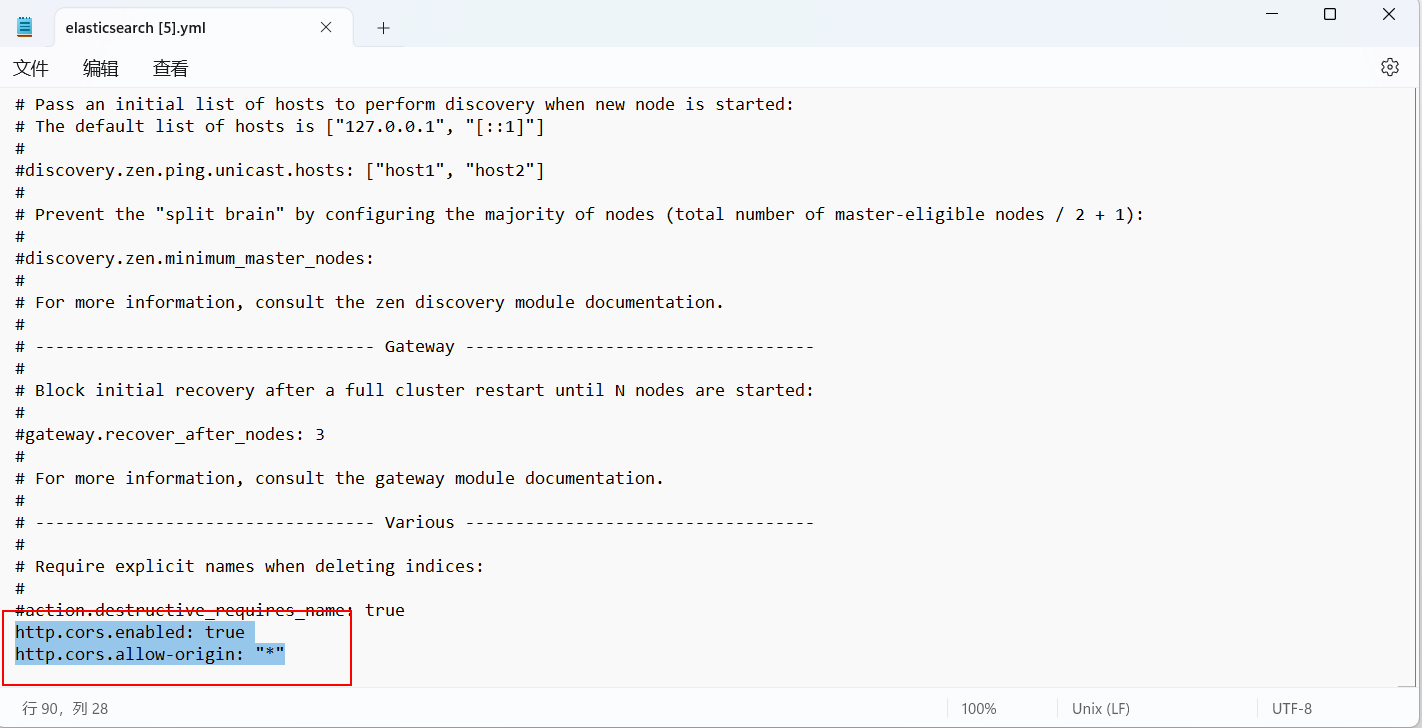 elasticsearch [5].yml
文件 编辑 查看
# Pass an initial list of hosts to perform discovery when new node is started:
# The default list of hosts is ["127.0.0.1", "[::1]"]
#
#discovery.zen.ping.unicast.hosts: ["host1", "host2"]
#
# Prevent the "split brain" by configuring the majority of nodes (total number of master-eligible nodes / 2 + 1):
#
#discovery.zen.minimum_master_nodes:
#
# For more information, consult the zen discovery module documentation.
#
# ---------------------------------- Gateway -----------------------------------
#
# Block initial recovery after a full cluster restart until N nodes are started:
#
#gateway.recover_after_nodes: 3
#
# For more information, consult the gateway module documentation.
#
# ---------------------------------- Various -----------------------------------
#
# Require explicit names when deleting indices:
#
#action.destructive_requires_name: true
http.cors.enabled: true
http.cors.allow-origin: "*"
行 90，列 28 100% Unix (LF) UTF-8